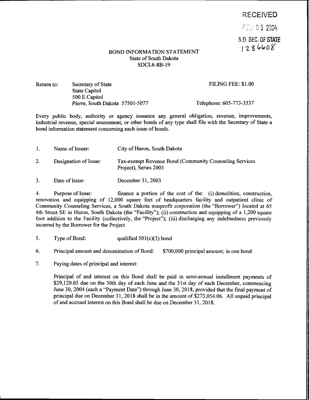 RECEIVED
FEB 03 2004
S.D. SEC. OF STATE
1286608
BOND INFORMATION STATEMENT
State of South Dakota
SDCL6-8B-19
Return to: Secretary of State FILING FEE: $1.00
State Capitol
500 E Capitol
Pierre, South Dakota 57501-5077 Telephone: 605-773-3537
Every public body, authority or agency issuance any general obligation, revenue, improvements,
industrial revenue, special assessment, or other bonds of any type shall file with the Secretary of State a
bond information statement concerning each issue of bonds.
1. Name of Issuer: City of Huron, South Dakota
2. Designation of Issue: Tax-exempt Revenue Bond (Community Counseling Services
Project), Series 2003
3. Date of Issue: December 31, 2003
4. Purpose of Issue: finance a portion of the cost of the: (i) demolition, construction,
renovation and equipping of 12,000 square feet of headquarters facility and outpatient clinic of
Community Counseling Services, a South Dakota nonprofit corporation (the "Borrower") located at 65
4th Street SE in Huron, South Dakota (the "Facility"); (ii) construction and equipping of a 1,200 square
foot addition to the Facility (collectively, the "Project"); (iii) discharging any indebtedness previously
incurred by the Borrower for the Project
5. Type of Bond: qualified 501(c)(3) bond
6. Principal amount and denomination of Bond: $700,000 principal amount; in one bond
7. Paying dates of principal and interest:
Principal of and interest on this Bond shall be paid in semi-annual installment payments of
$29,120.05 due on the 30th day of each June and the 31st day of each December, commencing
June 30, 2004 (each a "Payment Date") through June 30, 2018, provided that the final payment of
principal due on December 31, 2018 shall be in the amount of $273,054.06. All unpaid principal
of and accrued interest on this Bond shall be due on December 31, 2018.